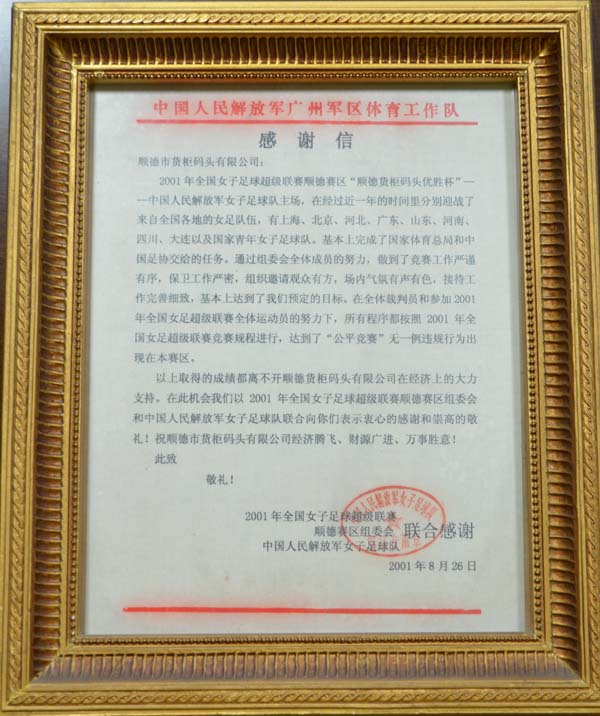 中国人民解放军广州军区体育工作队
感谢信
顺德市货柜码头有限公司：
2001年全国女子足球超级联赛顺德赛区“顺德货柜码头优胜杯”—
—中国人民解放军女子足球队主场，在经过近一年的时间里分别迎战了
来自全国各地的女足队伍，有上海、北京、河北、广东、山东、河南、
四川、大连以及国家青年女子足球队。基本上完成了国家体育总局和中
国足协交给的任务。通过组委会全体成员的努力，做到了竞赛工作严谨
有序，保卫工作严密，组织邀请观众有方，场内气氛有声有色，接待工
作完善细致，基本上达到了我们预定的目标。在全体裁判员和参加2001
年全国女足超级联赛全体运动员的努力下，所有程序都按照2001年全
国女足超级联赛竞赛规程进行，达到了“公平竞赛”无一例违规行为出
现在本赛区。
以上取得的成绩都离不开顺德货柜码头有限公司在经济上的大力
支持。在此机会我们以2001年全国女子足球超级联赛顺德赛区组委会
和中国人民解放军女子足球队联合向你们表示衷心的感谢和崇高的敬
礼！祝顺德市货柜码头有限公司经济腾飞、财源广进、万事胜意！
此致
敬礼！
2001年全国女子足球超级联赛
顺德赛区组委会 联合感谢
中国人民解放军女子足球队
2001年8月26日